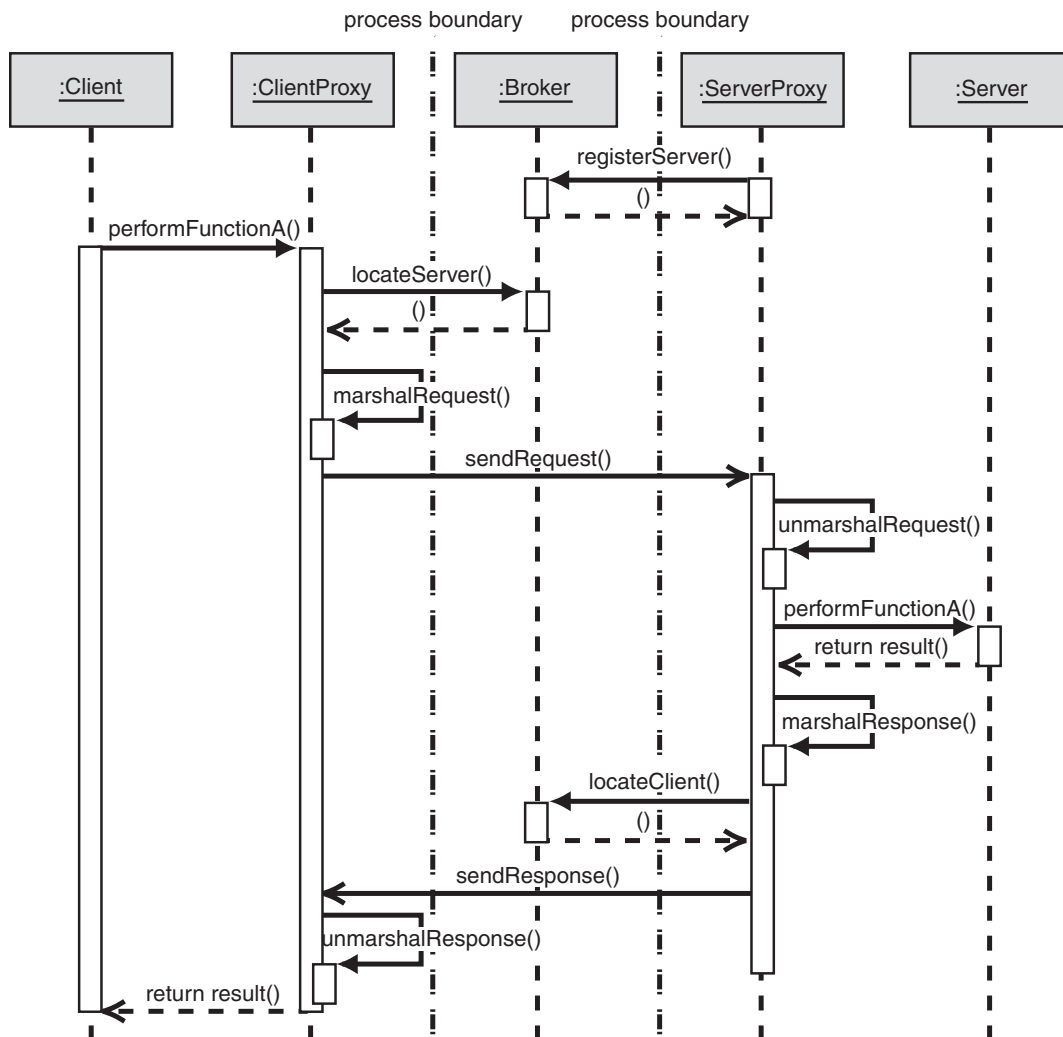 process boundary process boundary
:Client :ClientProxy :Broker :ServerProxy :Server
registerServer()
()
performFunctionA()
locateServer()
()
marshalRequest()
sendRequest()
unmarshalRequest()
performFunctionA()
return result()
marshalResponse()
locateClient()
()
sendResponse()
unmarshalResponse()
return result()